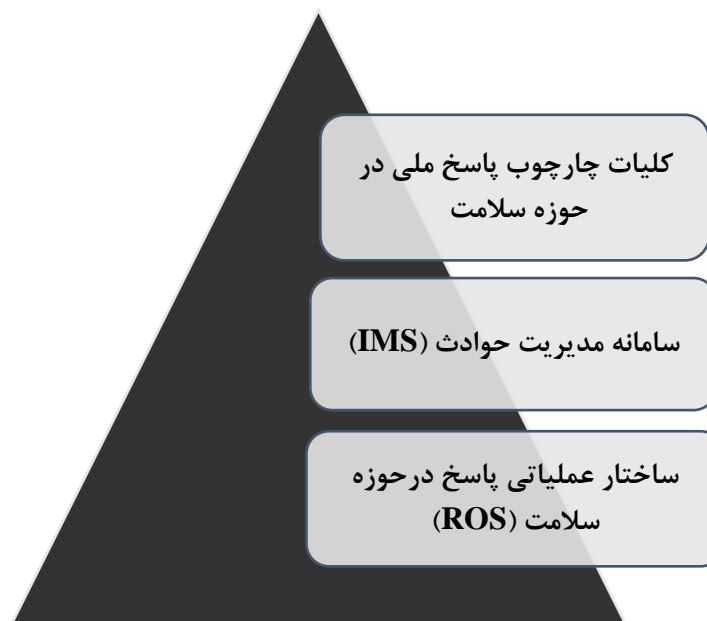 کلیات چارچوب پاسخ ملی در
حوزه سلامت
سامانه مدیریت حوادث (IMS)
ساختار عملیاتی پاسخ درحوزه
سلامت (ROS)